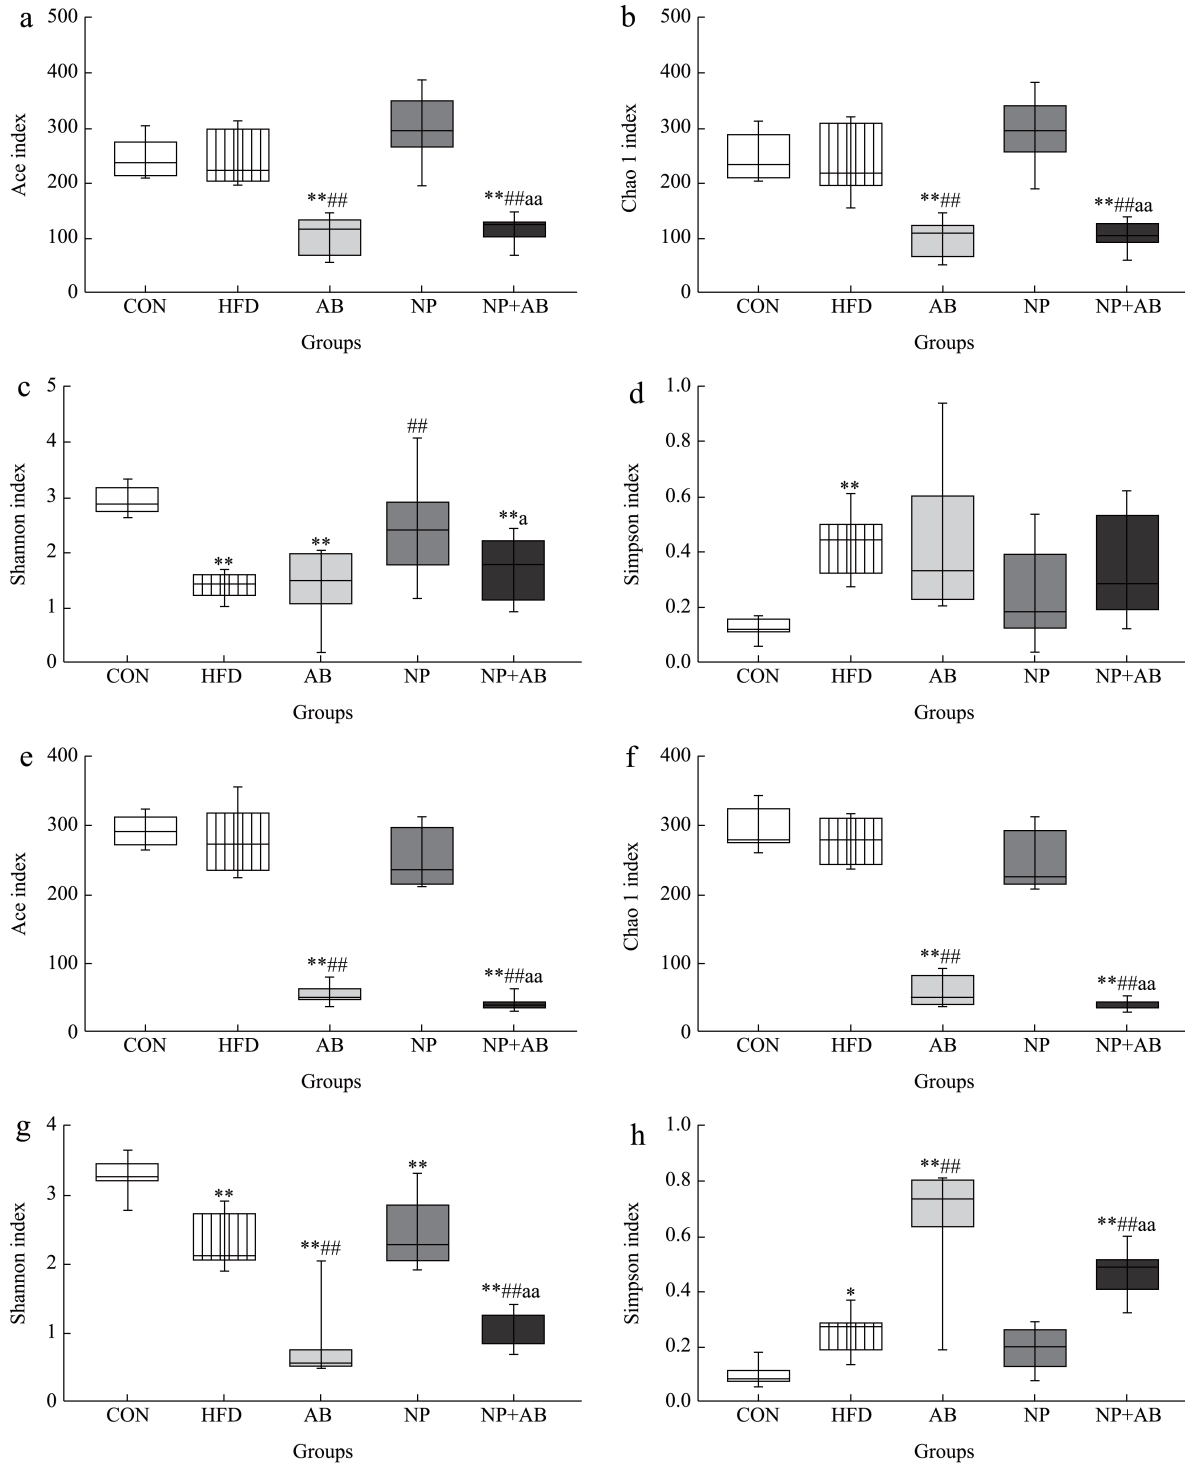 a
500
400
300
200
100
0
Ace index
**##
**##aa
CON HFD AB NP NP+AB
Groups
b
500
400
300
200
100
0
Chao 1 index
**##
**##aa
CON HFD AB NP NP+AB
Groups
c
5
4
3
2
1
0
Shannon index
**
**
##
**a
CON HFD AB NP NP+AB
Groups
d
1.0
0.8
0.6
0.4
0.2
0.0
Simpson index
**
CON HFD AB NP NP+AB
Groups
e
400
300
200
100
0
Ace index
**##
**##aa
CON HFD AB NP NP+AB
Groups
f
400
300
200
100
0
Chao 1 index
**##
**##aa
CON HFD AB NP NP+AB
Groups
g
4
3
2
1
0
Shannon index
**
**##
**
**##aa
CON HFD AB NP NP+AB
Groups
h
1.0
0.8
0.6
0.4
0.2
0.0
Simpson index
*
**##
**##aa
CON HFD AB NP NP+AB
Groups